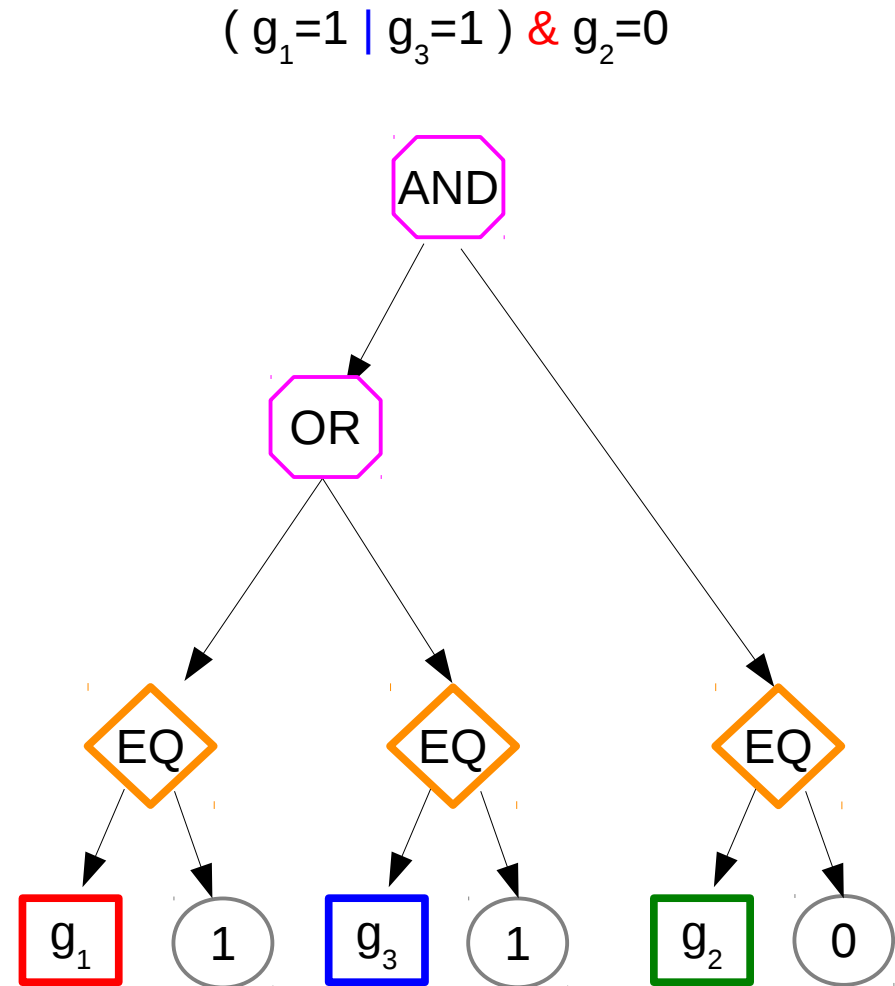 ( g₁=1 | g₃=1 ) & g₂=0
AND
OR
EQ EQ EQ
g₁ 1 g₃ 1 g₂ 0